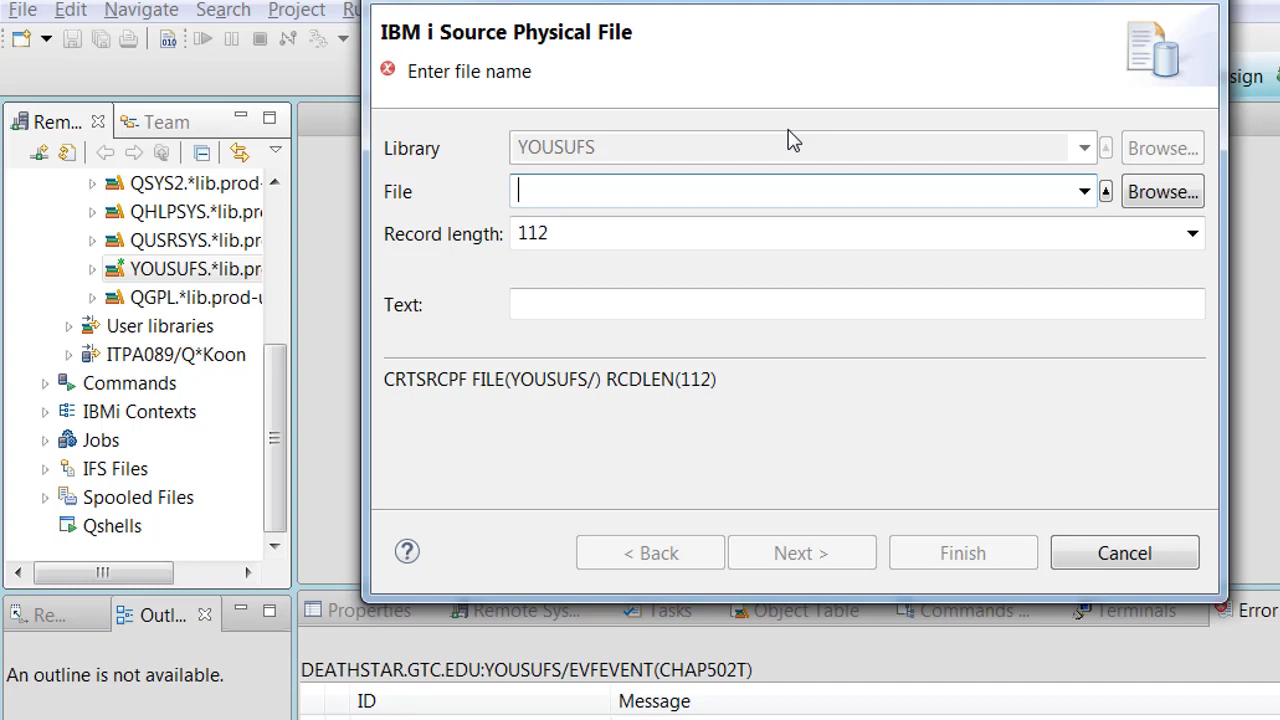 File Edit Navigate Search Project Ru
IBM i Source Physical File
Enter file name
sign
Rem... Team
Library YOUSUFS Browse...
File Browse...
Record length: 112
Text:
CRTSRCPF FILE(YOUSUFS/) RCDLEN(112)
< Back Next > Finish Cancel
QSYS2.*lib.prod-
QHLPSYS.*lib.pr
QUSRSYS.*lib.pr
YOUSUFS.*lib.pr
QGPL.*lib.prod-u
User libraries
ITPA089/Q*Koon
Commands
IBMi Contexts
Jobs
IFS Files
Spooled Files
Qshells
Re... Outl...
An outline is not available.
Properties Remote Sys... Tasks Object Table Commands ... Terminals Error
DEATHSTAR.GTC.EDU:YOUSUFS/EVFEVENT(CHAP502T)
ID Message